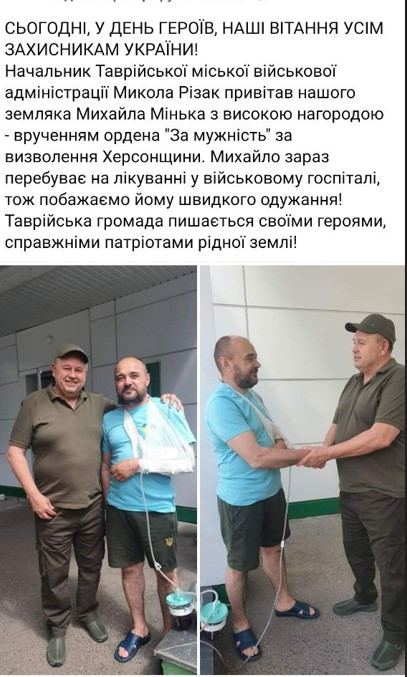 СЬОГОДНІ, У ДЕНЬ ГЕРОЇВ, НАШІ ВІТАННЯ УСІМ
ЗАХИСНИКАМ УКРАЇНИ!
Начальник Таврійської міської військової
адміністрації Микола Різак привітав нашого
земляка Михайла Мінька з високою нагородою
- врученням ордена "За мужність" за
визволення Херсонщини. Михайло зараз
перебуває на лікуванні у військовому госпіталі,
тож побажаємо йому швидкого одужання!
Таврійська громада пишається своїми героями,
справжніми патріотами рідної землі!